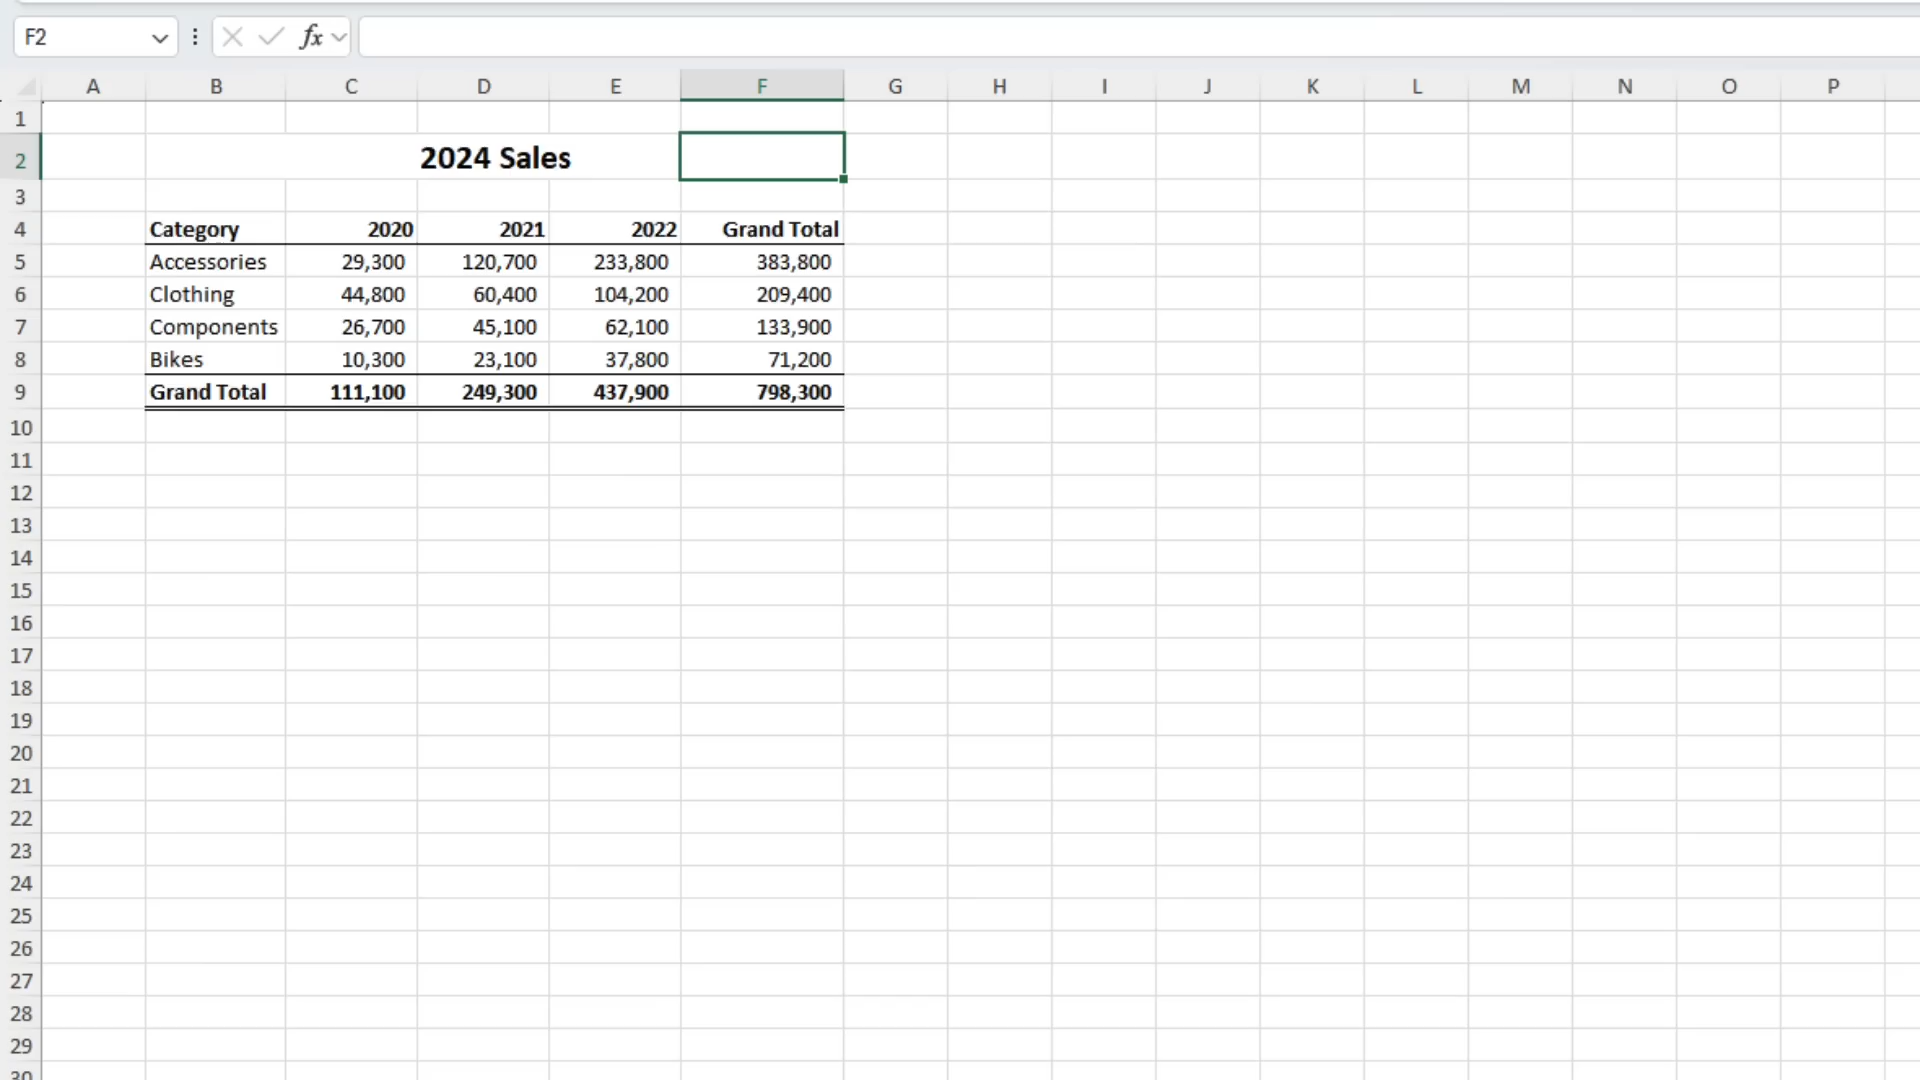 F2
fx
A B C D E F G H I J K L M N O P
1
2 2024 Sales
3
4 Category 2020 2021 2022 Grand Total
5 Accessories 29,300 120,700 233,800 383,800
6 Clothing 44,800 60,400 104,200 209,400
7 Components 26,700 45,100 62,100 133,900
8 Bikes 10,300 23,100 37,800 71,200
9 Grand Total 111,100 249,300 437,900 798,300
10
11
12
13
14
15
16
17
18
19
20
21
22
23
24
25
26
27
28
29
30